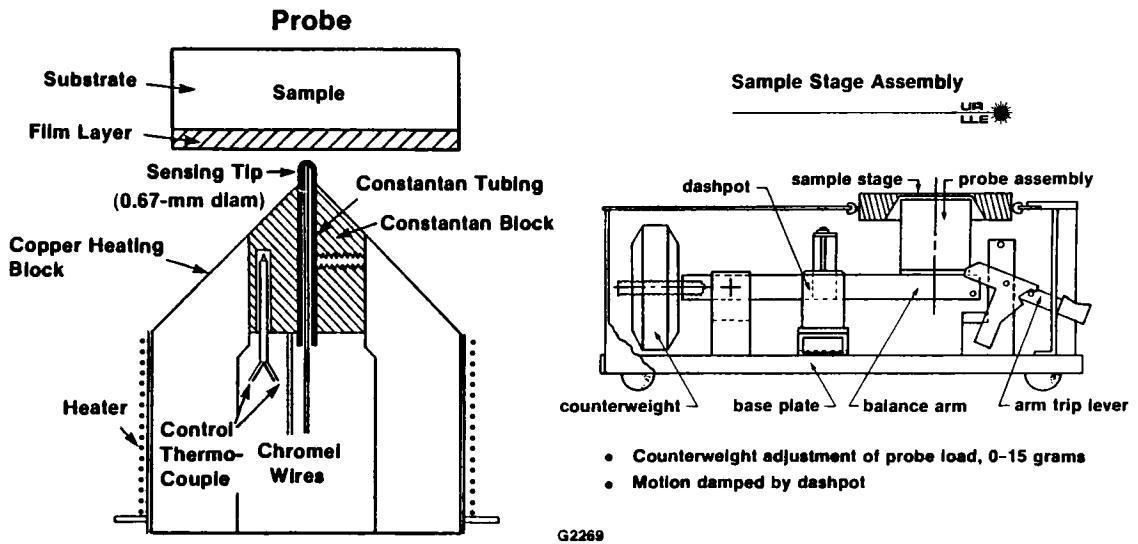 Probe
Substrate
Sample
Film Layer
Sensing Tip
(0.67-mm diam)
Constantan Tubing
Constantan Block
Copper Heating
Block
Heater
Control
Thermo-
Couple
Chromel
Wires
Sample Stage Assembly
UR
LLE
dashpot
sample stage
probe assembly
counterweight
base plate
balance arm
arm trip lever
• Counterweight adjustment of probe load, 0-15 grams
• Motion damped by dashpot
G2269